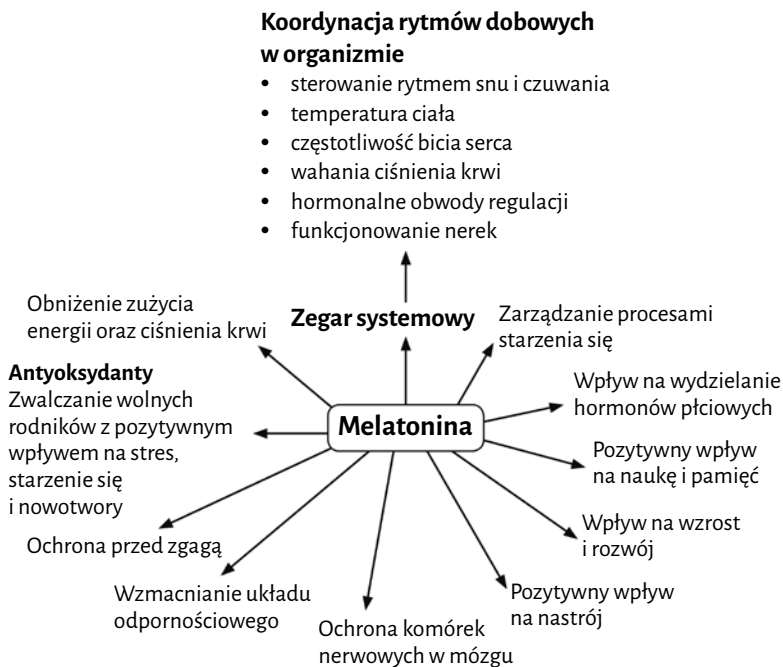 Koordynacja rytmów dobowych
w organizmie
• sterowanie rytmem snu i czuwania
• temperatura ciała
• częstotliwość bicia serca
• wahania ciśnienia krwi
• hormonalne obwody regulacji
• funkcjonowanie nerek
Obniżenie zużycia
energii oraz ciśnienia krwi
Zegar systemowy
Zarządzanie procesami
starzenia się
Antyoksydanty
Zwalczanie wolnych
rodników z pozytywnym
wpływem na stres,
starzenie się
i nowotwory
Melatonina
Wpływ na wydzielanie
hormonów płciowych
Pozytywny wpływ
na naukę i pamięć
Ochrona przed zgagą
Wpływ na wzrost
i rozwój
Wzmacnianie układu
odpornościowego
Ochrona komórek
nerwowych w mózgu
Pozytywny wpływ
na nastrój